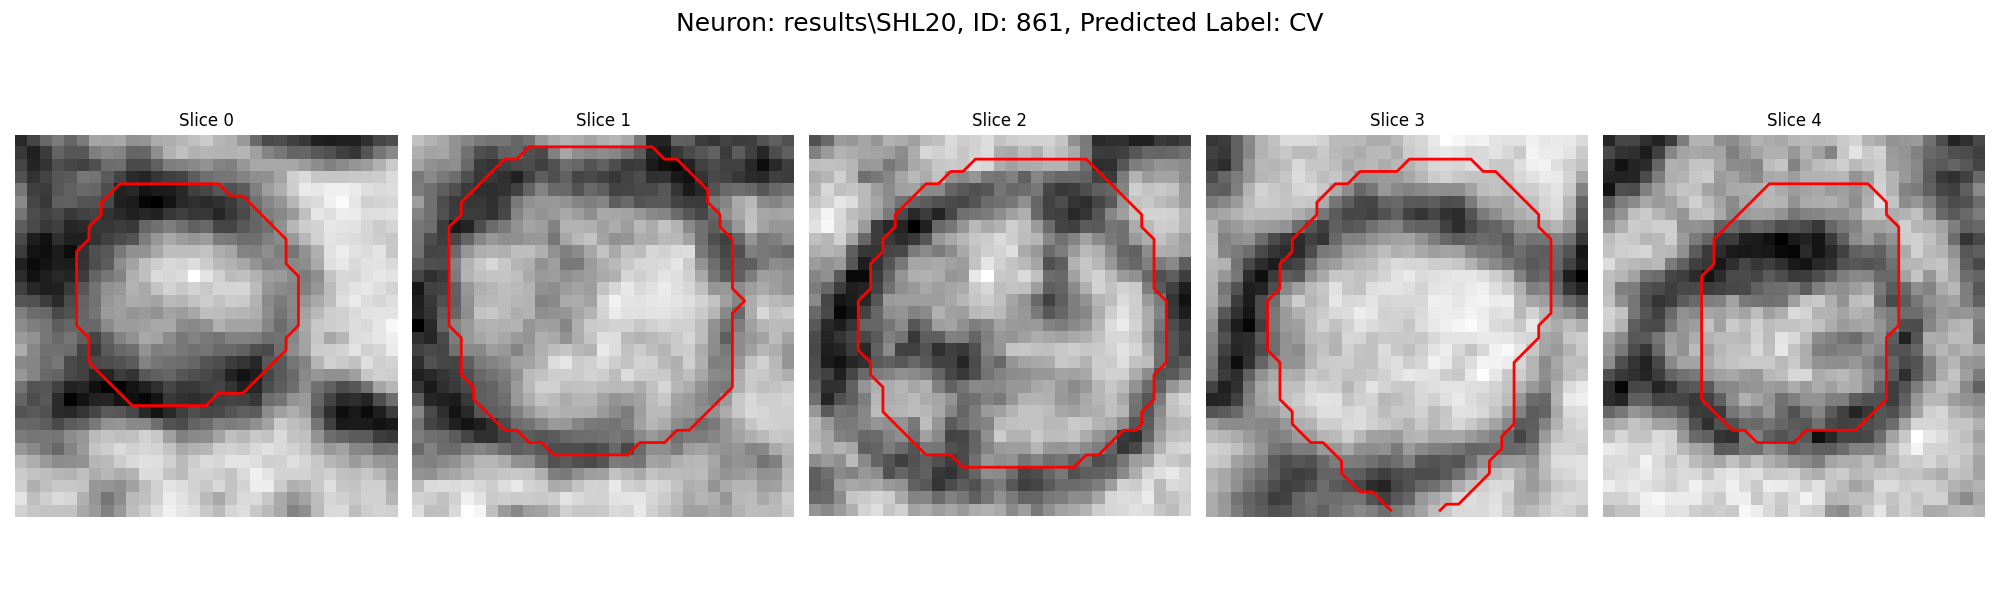 Neuron: results\SHL20, ID: 861, Predicted Label: CV
Slice 0
Slice 1
Slice 2
Slice 3
Slice 4